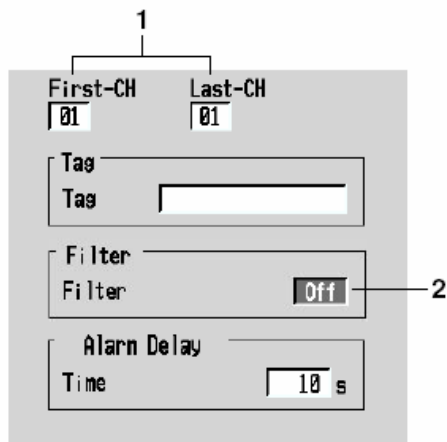 1
First-CH Last-CH
01 01
Tag
Tag
Filter
Filter Off 2
Alarm Delay
Time 10 s